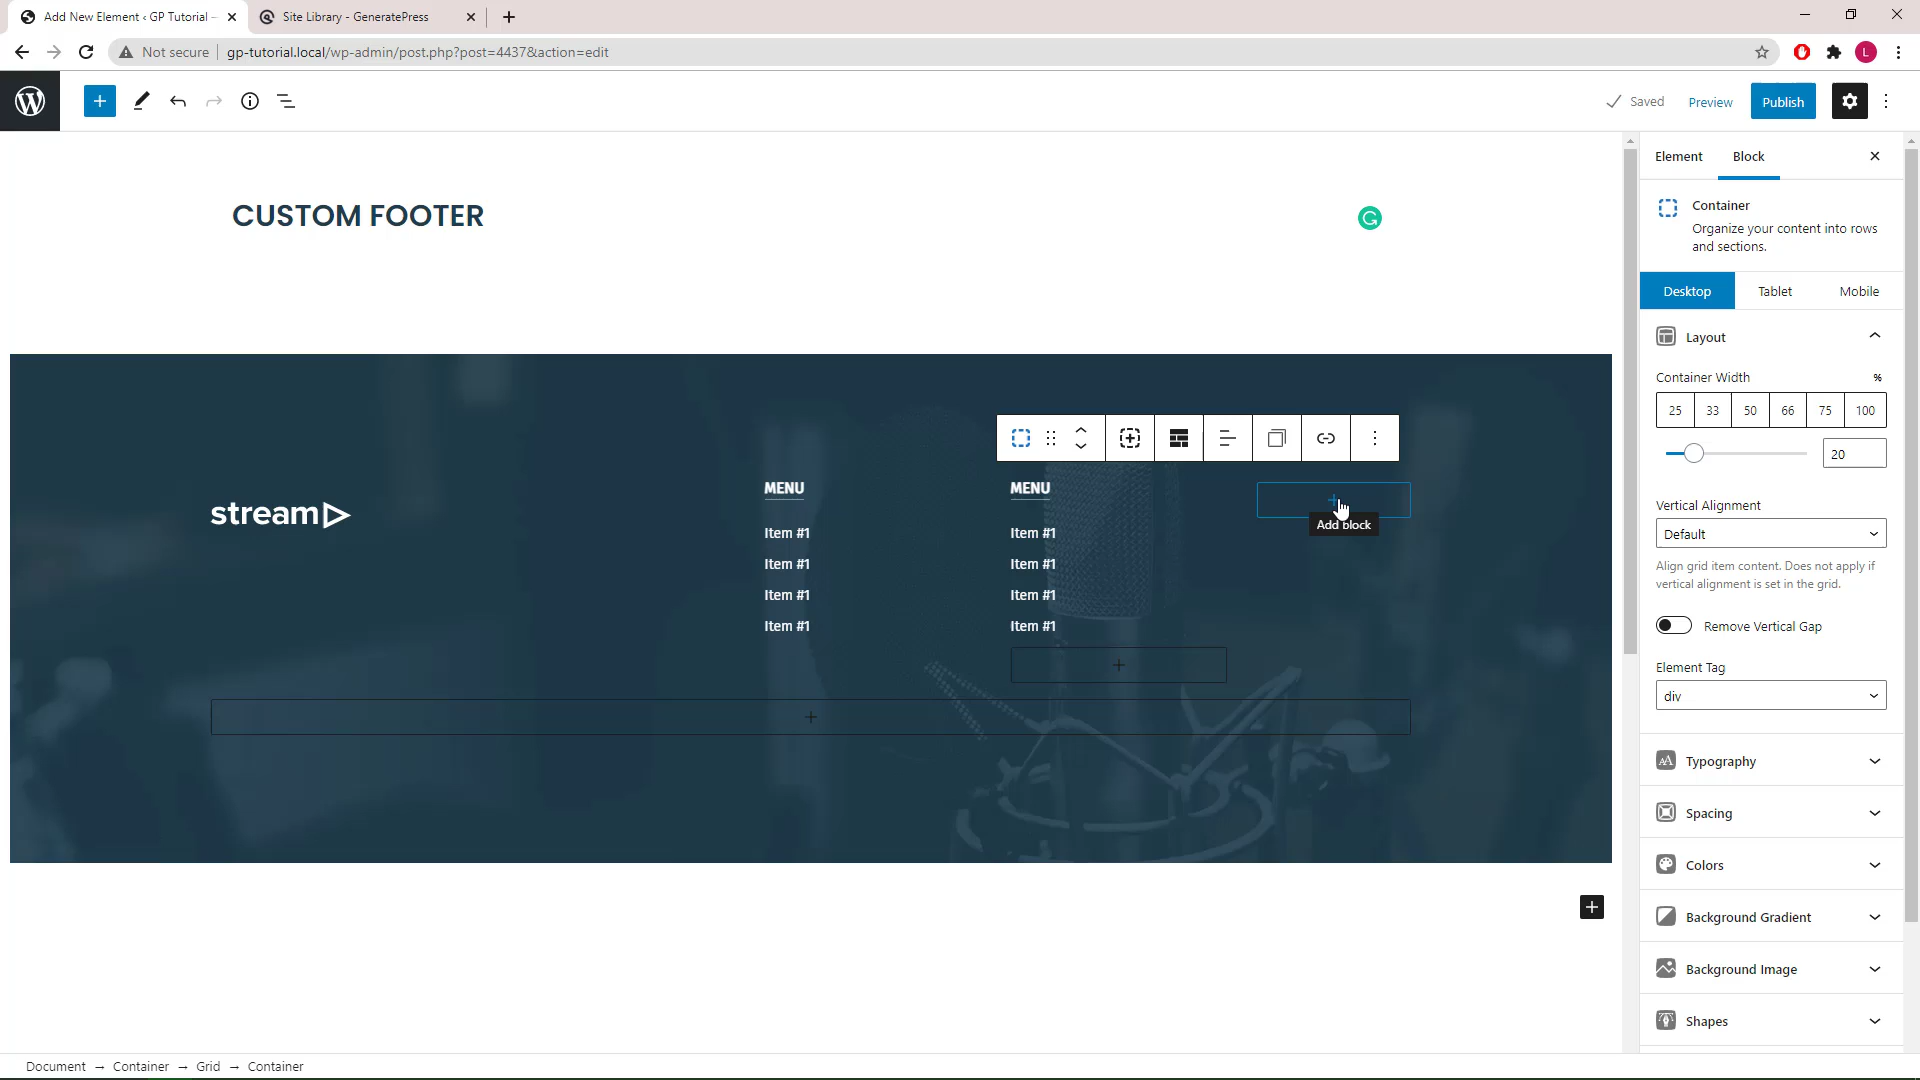 Add New Element ‹ GP Tutorial –
Site Library - GeneratePress
Not secure
gp-tutorial.local/wp-admin/post.php?post=4437&action=edit
L
Saved
Preview
Publish
Element
Block
Container
Organize your content into rows
and sections.
Desktop
Tablet
Mobile
Layout
Container Width
%
25
33
50
66
75
100
20
Vertical Alignment
Default
Align grid item content. Does not apply if
vertical alignment is set in the grid.
Remove Vertical Gap
Element Tag
div
Typography
Spacing
Colors
Background Gradient
Background Image
Shapes
CUSTOM FOOTER
stream
MENU
Item #1
Item #1
Item #1
Item #1
MENU
Item #1
Item #1
Item #1
Item #1
Add block
Document → Container → Grid → Container